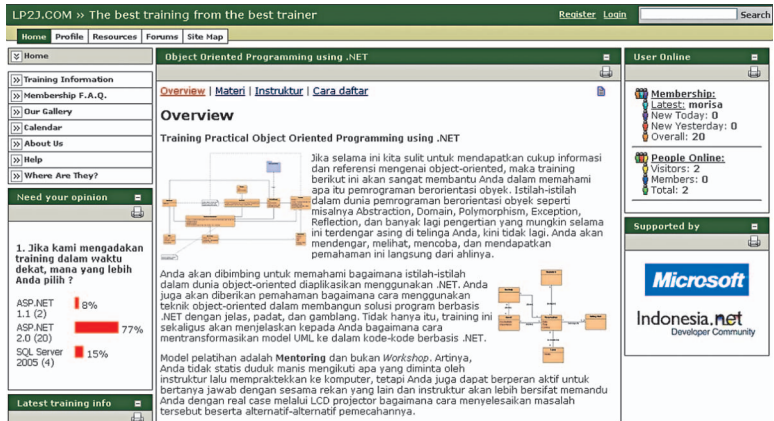 LP2J.COM » The best training from the best trainer
Register Login
Search
Home Profile Resources Forums Site Map
Home
Training Information
Membership F.A.Q.
Our Gallery
Calendar
About Us
Help
Where Are They?
Need your opinion
1. Jika kami mengadakan
training dalam waktu
dekat, mana yang lebih
Anda pilih ?
ASP.NET
1.1 (2)
8%
ASP.NET
2.0 (20)
77%
SQL Server
2005 (4)
15%
Latest training info
Object Oriented Programming using .NET
Overview | Materi | Instruktur | Cara daftar
Overview
Training Practical Object Oriented Programming using .NET
Jika selama ini kita sulit untuk mendapatkan cukup informasi
dan referensi mengenai object-oriented, maka training
berikut ini akan sangat membantu Anda dalam memahami
apa itu pemrograman berorientasi obyek. Istilah-istilah
dalam dunia pemrograman berorientasi obyek seperti
misalnya Abstraction, Domain, Polymorphism, Exception,
Reflection, dan banyak lagi pengertian yang mungkin selama
ini terdengar asing di telinga Anda, kini tidak lagi. Anda akan
mendengar, melihat, mencoba, dan mendapatkan
pemahaman ini langsung dari ahlinya.
Anda akan dibimbing untuk memahami bagaimana istilah-istilah
dalam dunia object-oriented diaplikasikan menggunakan .NET. Anda
juga akan diberikan pemahaman bagaimana cara menggunakan
teknik object-oriented dalam membangun solusi program berbasis
.NET dengan jelas, padat, dan gamblang. Tidak hanya itu, training ini
sekaligus akan menjelaskan kepada Anda bagaimana cara
mentransformasikan model UML ke dalam kode-kode berbasis .NET.
Model pelatihan adalah Mentoring dan bukan Workshop. Artinya,
Anda tidak statis duduk manis mengikuti apa yang diminta oleh
instruktur lalu mempraktekkan ke komputer, tetapi Anda juga dapat berperan aktif untuk
bertanya jawab dengan sesama rekan yang lain dan instruktur akan lebih bersifat memandu
Anda dengan real case melalui LCD projector bagaimana cara menyelesaikan masalah
tersebut beserta alternatif-alternatif pemecahannya.
User Online
Membership:
Latest: morisa
New Today: 0
New Yesterday: 0
Overall: 20
People Online:
Visitors: 2
Members: 0
Total: 2
Supported by
Microsoft
Indonesia.net
Developer Community